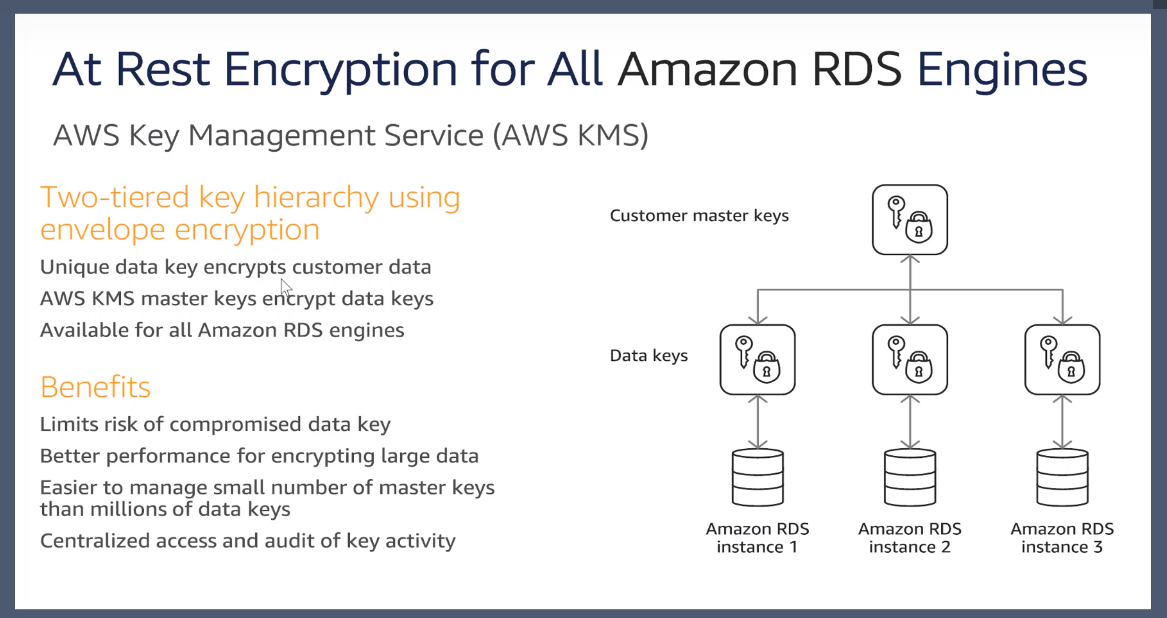 At Rest Encryption for All Amazon RDS Engines
AWS Key Management Service (AWS KMS)
Two-tiered key hierarchy using
envelope encryption
Unique data key encrypts customer data
AWS KMS master keys encrypt data keys
Available for all Amazon RDS engines
Benefits
Limits risk of compromised data key
Better performance for encrypting large data
Easier to manage small number of master keys
than millions of data keys
Centralized access and audit of key activity
Customer master keys
Data keys
Amazon RDS
instance 1
Amazon RDS
instance 2
Amazon RDS
instance 3